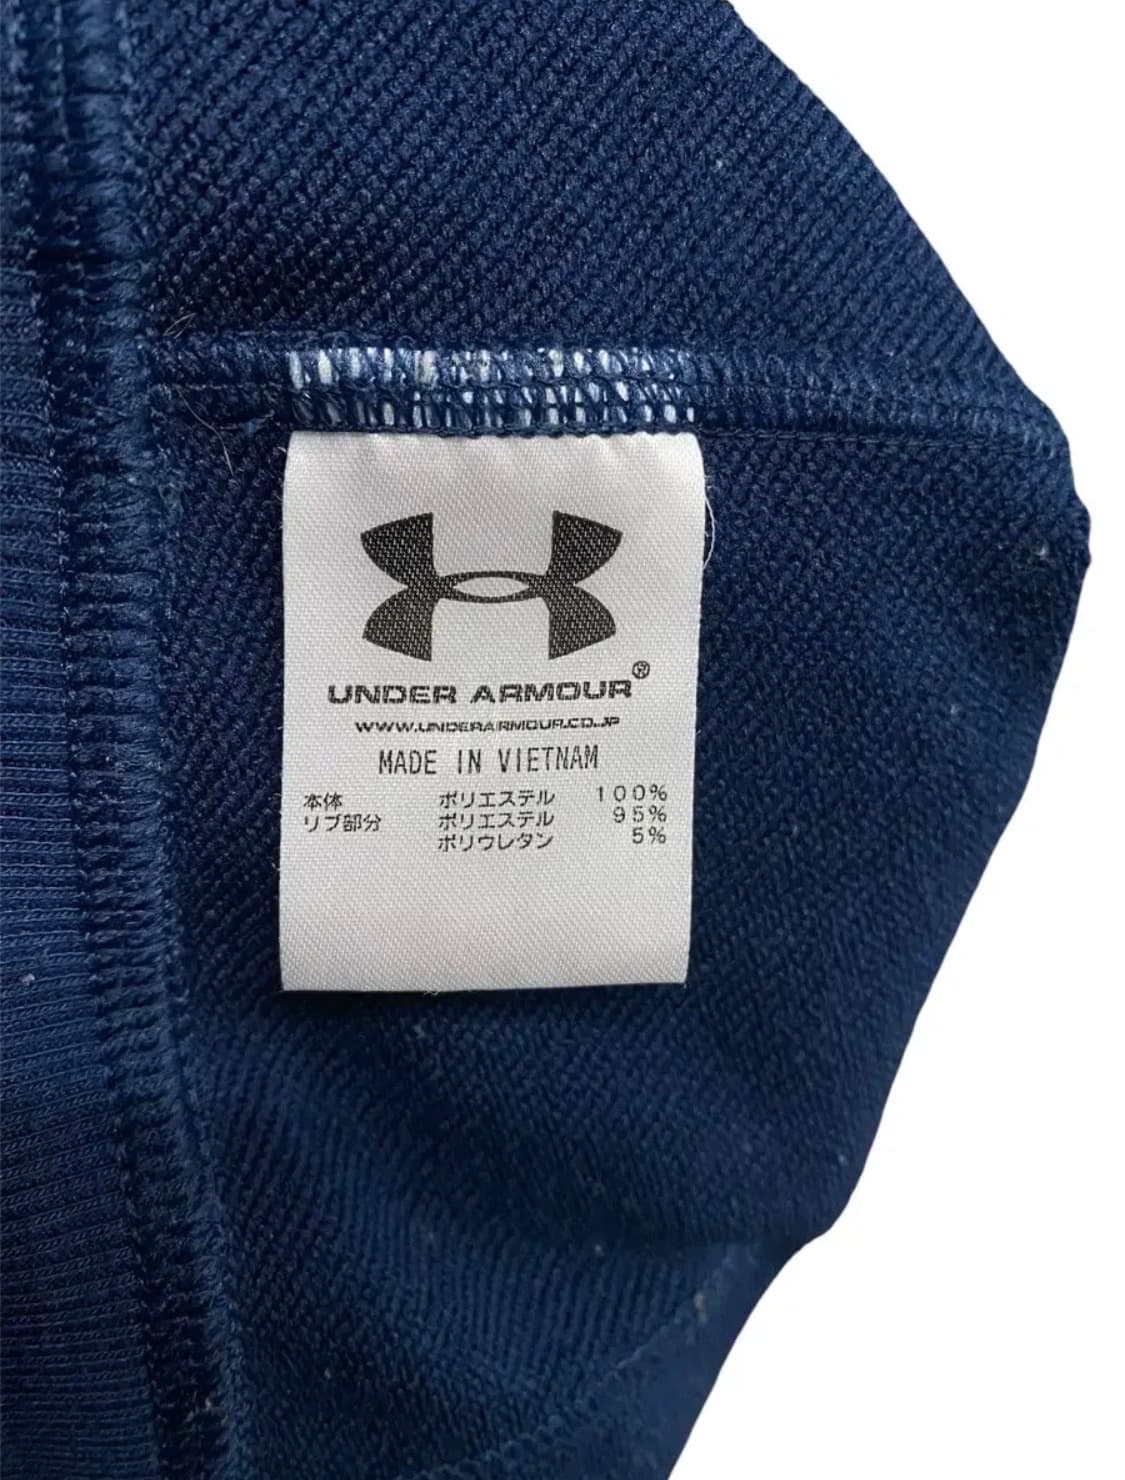 UNDER ARMOUR®
WWW.UNDERARMOUR.CO.JP
MADE IN VIETNAM
本体 ポリエステル 100%
リブ部分 ポリエステル 95%
ポリウレタン 5%